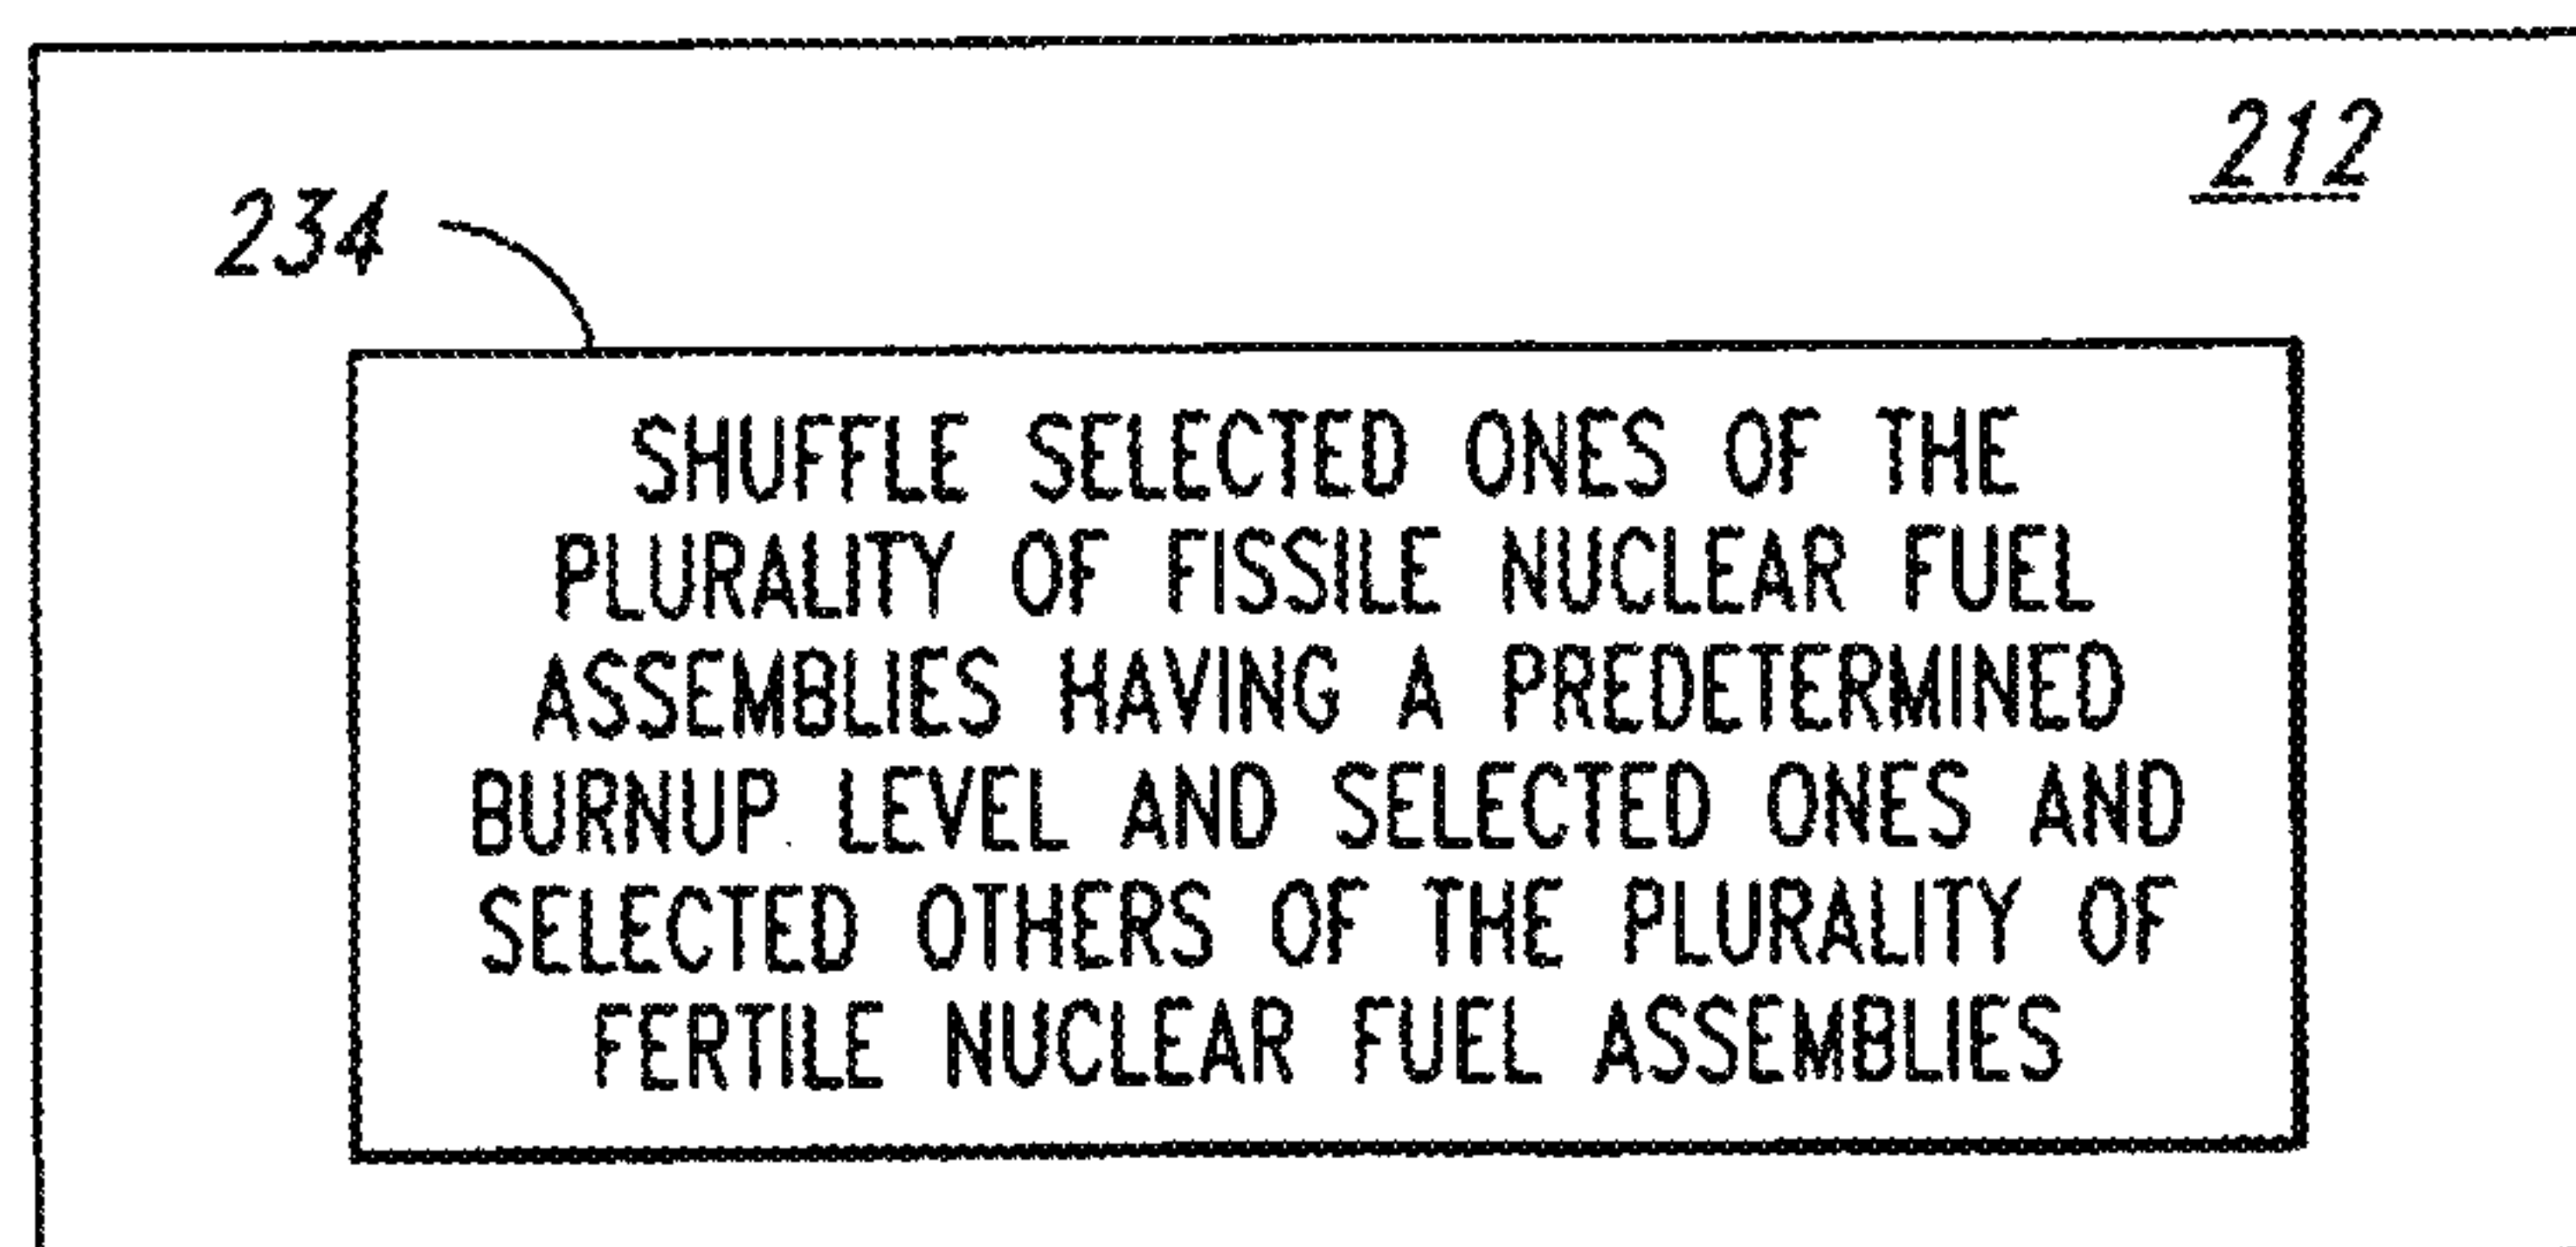 212
234
SHUFFLE SELECTED ONES OF THE
PLURALITY OF FISSILE NUCLEAR FUEL
ASSEMBLIES HAVING A PREDETERMINED
BURNUP LEVEL AND SELECTED ONES AND
SELECTED OTHERS OF THE PLURALITY OF
FERTILE NUCLEAR FUEL ASSEMBLIES